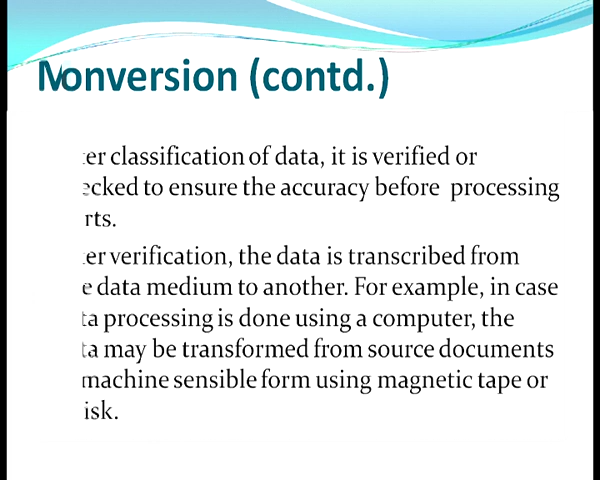 onversion (contd.)
er classification of data, it is verified or
ecked to ensure the accuracy before processing
rts.
er verification, the data is transcribed from
e data medium to another. For example, in case
ta processing is done using a computer, the
ta may be transformed from source documents
machine sensible form using magnetic tape or
isk.